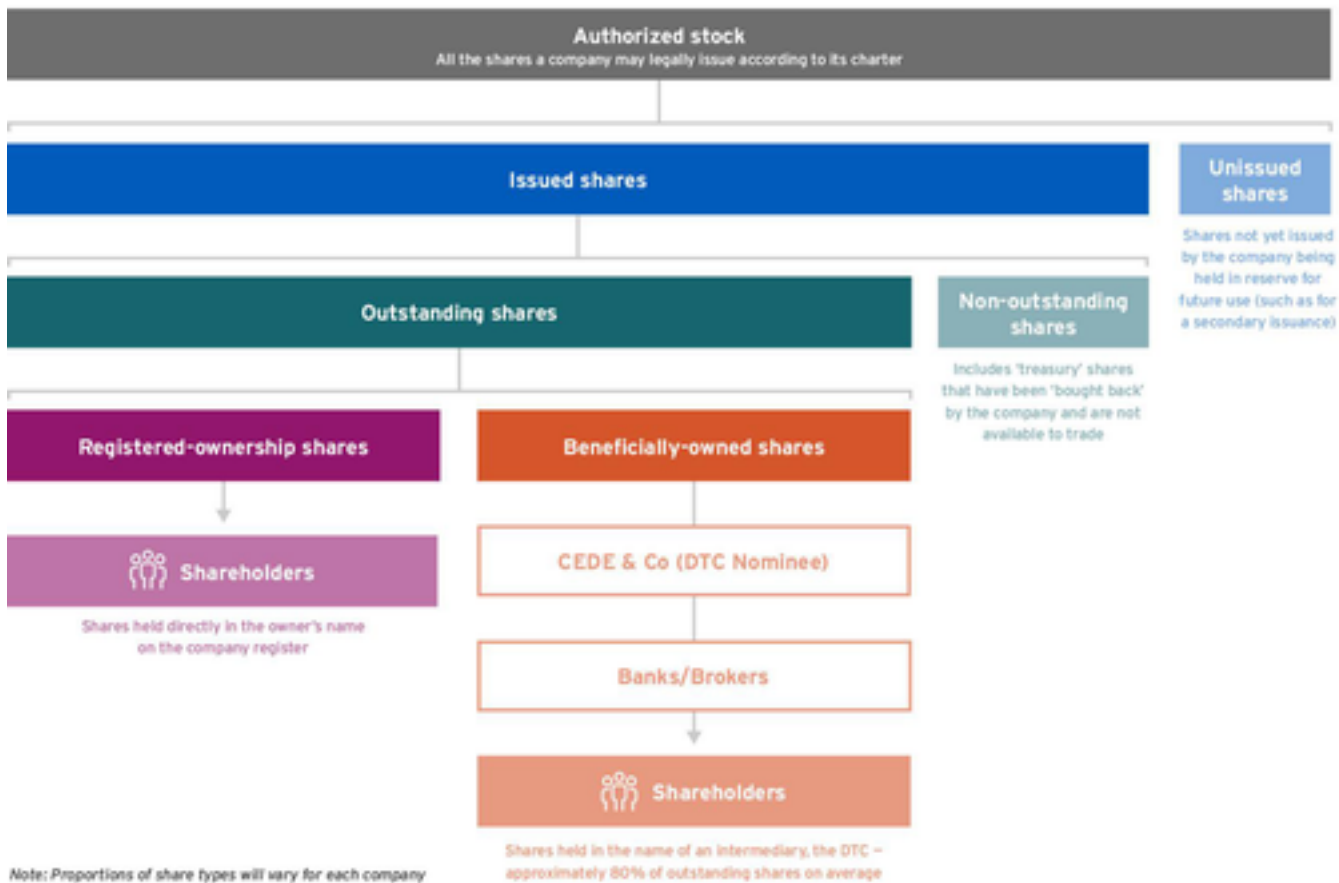 Authorized stock
All the shares a company may legally issue according to its charter
Issued shares
Unissued
shares
Shares not yet issued
by the company being
held in reserve for
future use (such as for
a secondary issuance)
Outstanding shares
Non-outstanding
shares
Includes 'treasury' shares
that have been 'bought back'
by the company and are not
available to trade
Registered-ownership shares
Beneficially-owned shares
Shareholders
Shares held directly in the owner's name
on the company register
CEDE & Co (DTC Nominee)
Banks/Brokers
Shareholders
Shares held in the name of an intermediary, the DTC –
approximately 80% of outstanding shares on average
Note: Proportions of share types will vary for each company